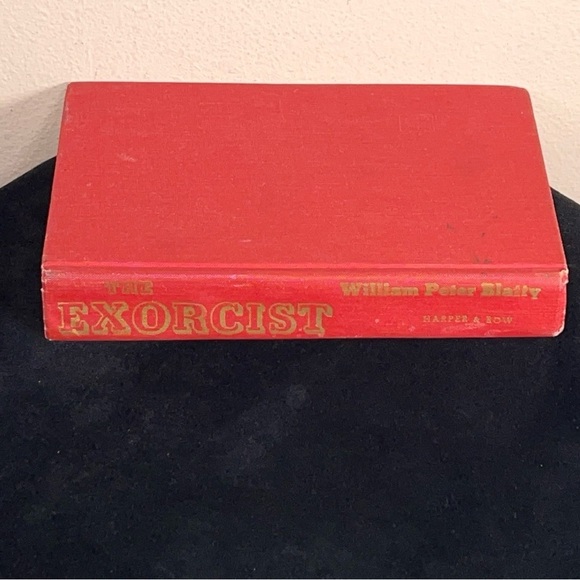 THE
EXORCIST
William Peter Blatty
HARPER & ROW